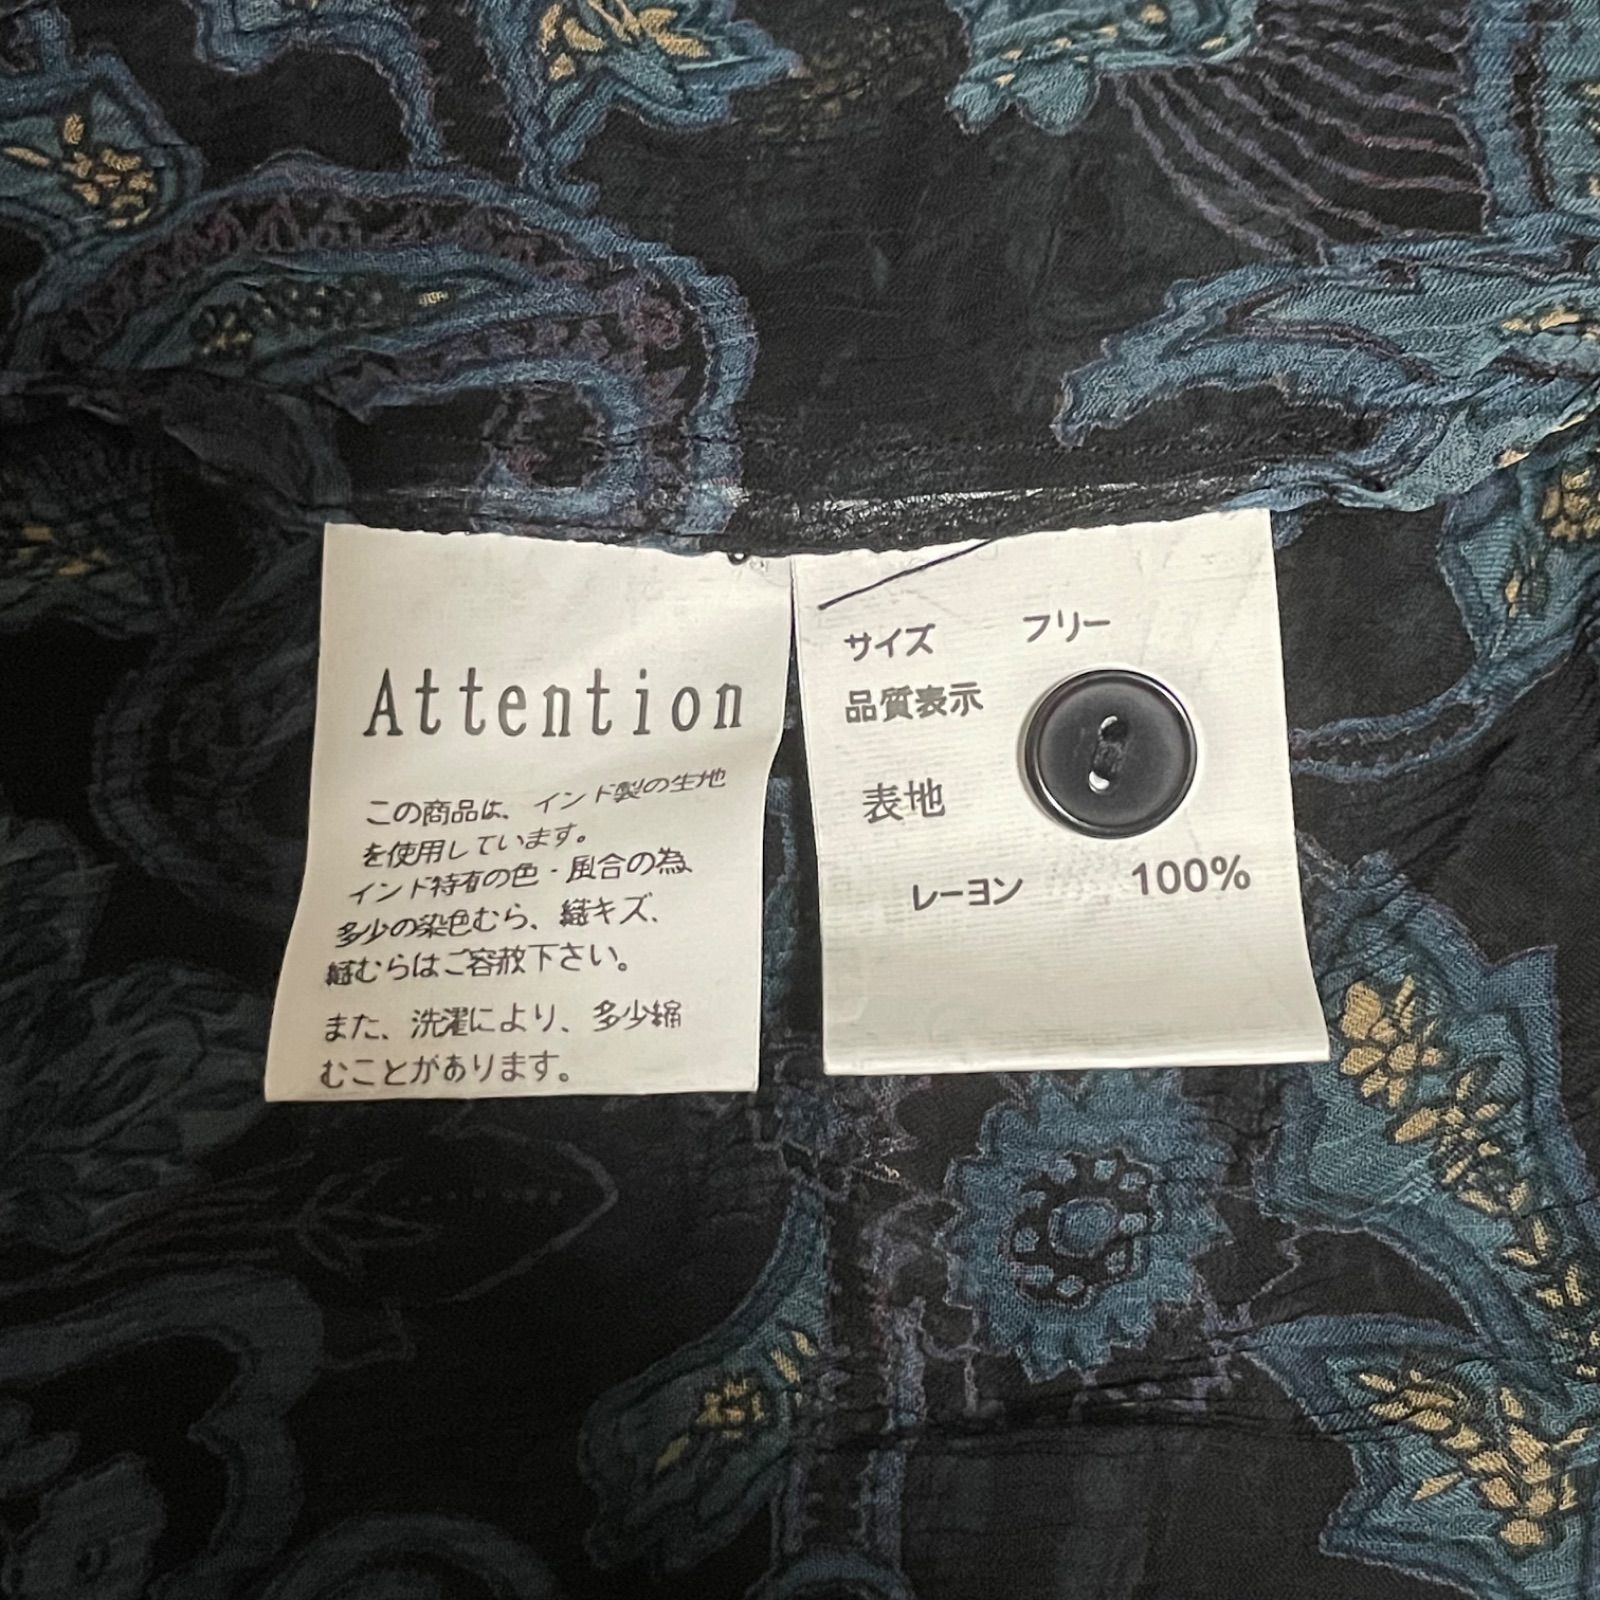 Attention
この商品は、インド製の生地
を使用しています。
インド特有の色・風合の為、
多少の染色むら、織キズ、
織むらはご容赦下さい。
また、洗濯により、多少縮
むことがあります。
サイズ フリー
品質表示
表地
レーヨン 100%